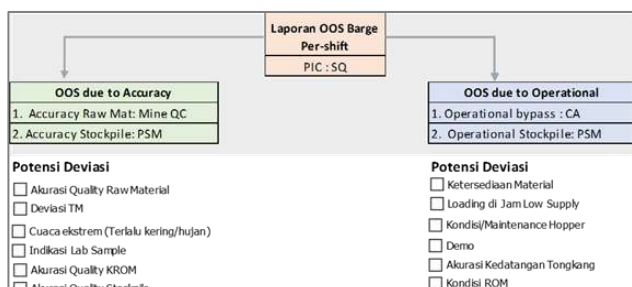 Laporan OOS Barge
Per-shift
PIC : SQ
OOS due to Accuracy
1. Accuracy Raw Mat: Mine QC
2. Accuracy Stockpile: PSM
OOS due to Operational
1. Operational bypass : CA
2. Operational Stockpile: PSM
Potensi Deviasi
Akurasi Quality Raw Material
Deviasi TM
Cuaca ekstrem (Terlalu kering/hujan)
Indikasi Lab Sample
Akurasi Quality KROM
Akurasi Quality Stockpile
Potensi Deviasi
Ketersediaan Material
Loading di Jam Low Supply
Kondisi/Maintenance Hopper
Demo
Akurasi Kedatangan Tongkang
Kondisi ROM